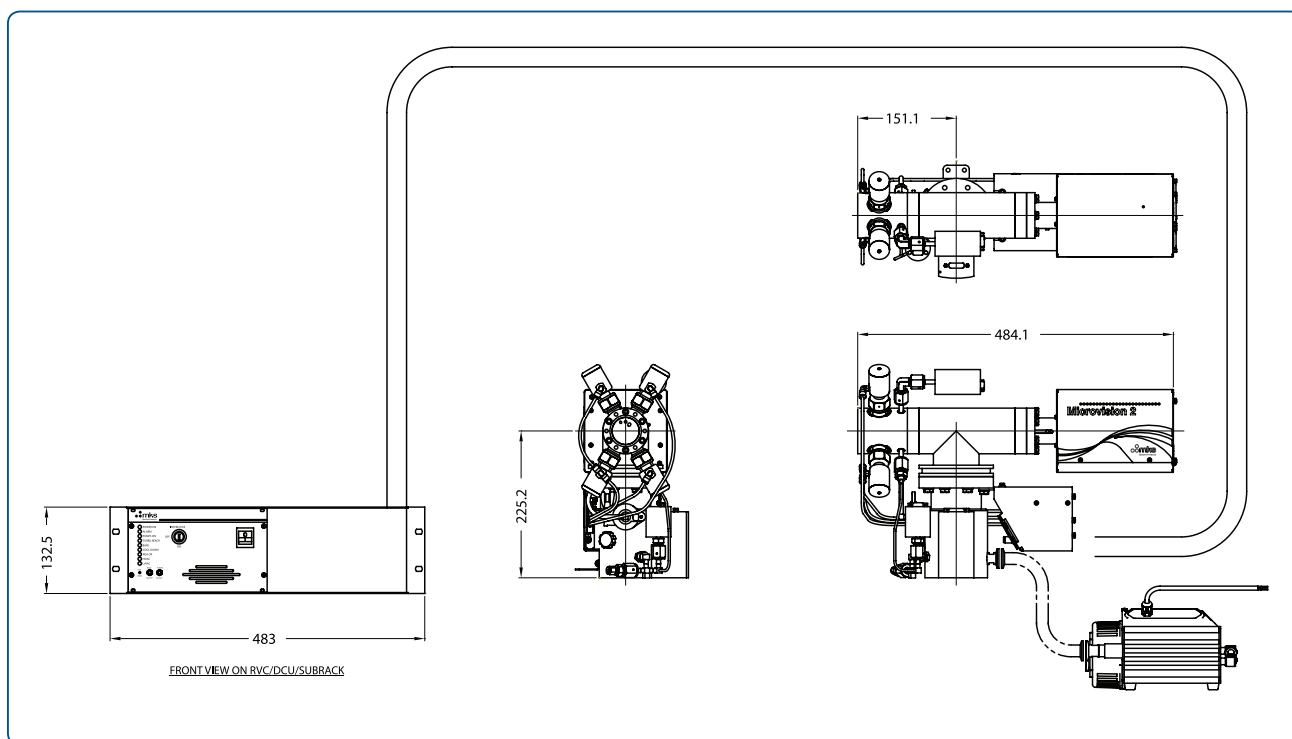 151.1
484.1
Microvision 2
mks
225.2
mks
132.5
483
FRONT VIEW ON RVC/DCU/SUBRACK